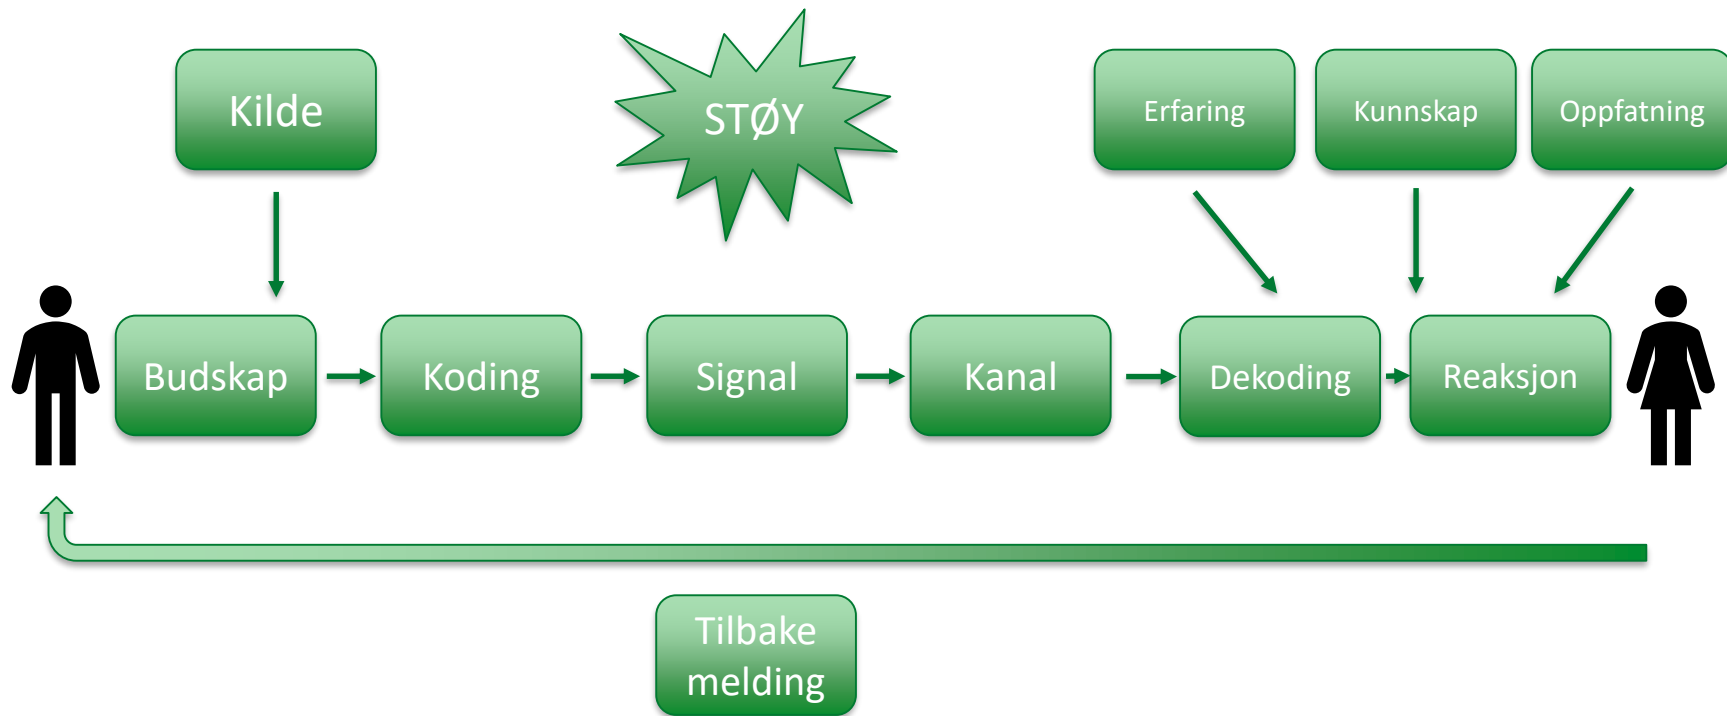 Kilde
STØY
Erfaring
Kunnskap
Oppfatning
Budskap
Koding
Signal
Kanal
Dekoding
Reaksjon
Tilbake
melding